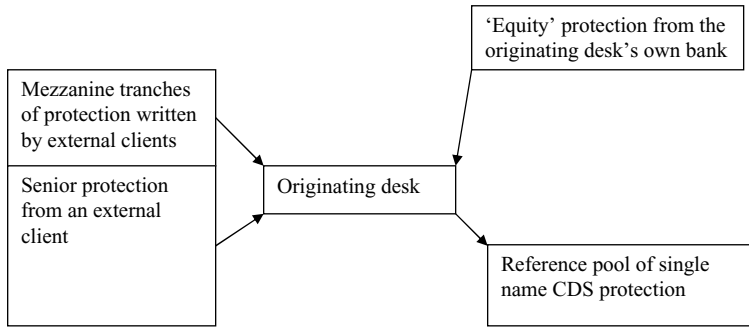 ‘Equity’ protection from the
originating desk’s own bank
Mezzanine tranches
of protection written
by external clients
Senior protection
from an external
client
Originating desk
Reference pool of single
name CDS protection